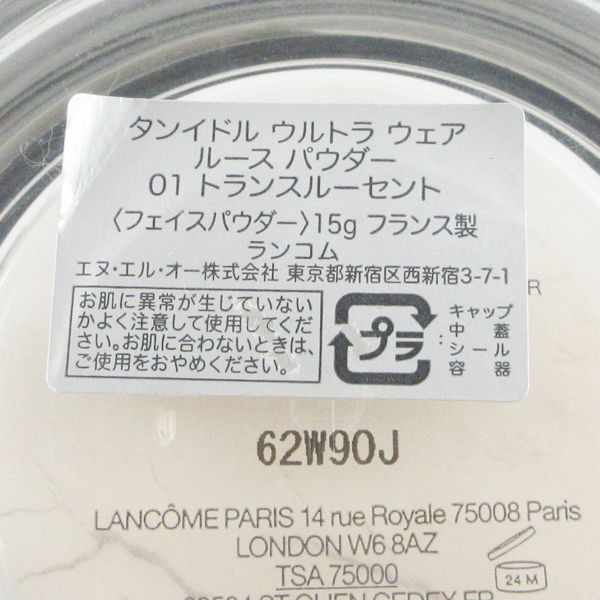 タンイドル ウルトラ ウェア
ルース パウダー
01 トランスルーセント
〈フェイスパウダー〉15g フランス製
ランコム
エヌ・エル・オー株式会社 東京都新宿区西新宿3-7-1
お肌に異常が生じていない
かよく注意して使用してくだ
さい。お肌に合わないときは、
ご使用をおやめください。
プラ
:
キャップ
中蓋
シール
容器
R
62W90J
LANCÔME PARIS 14 rue Royale 75008 Paris
LONDON W6 8AZ
TSA 75000
24 M